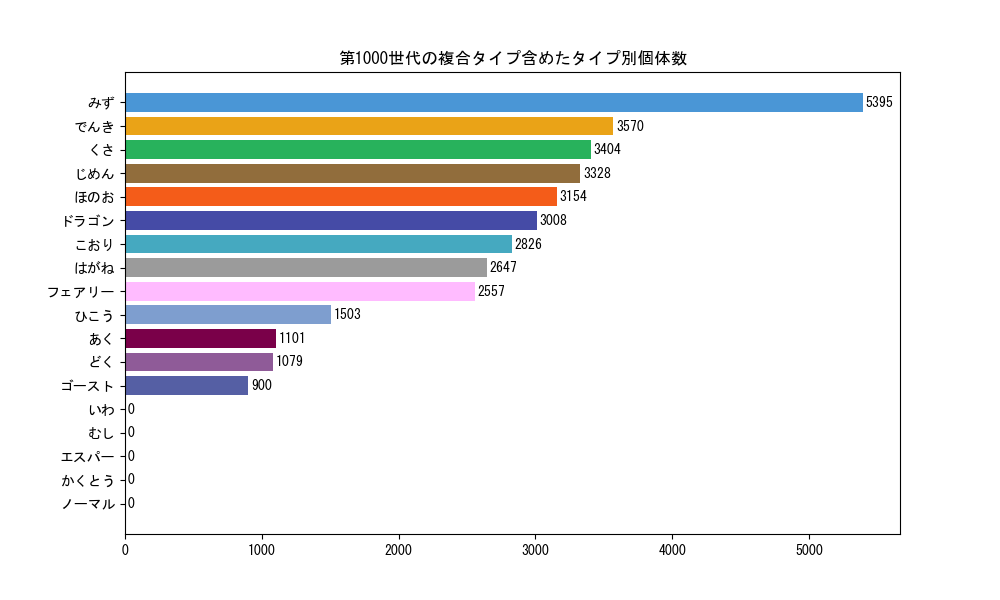 第1000世代の複合タイプ含めたタイプ別個体数
みず 5395
でんき 3570
くさ 3404
じめん 3328
ほのお 3154
ドラゴン 3008
こおり 2826
はがね 2647
フェアリー 2557
ひこう 1503
あく 1101
どく 1079
ゴースト 900
いわ 0
むし 0
エスパー 0
かくとう 0
ノーマル 0
0 1000 2000 3000 4000 5000